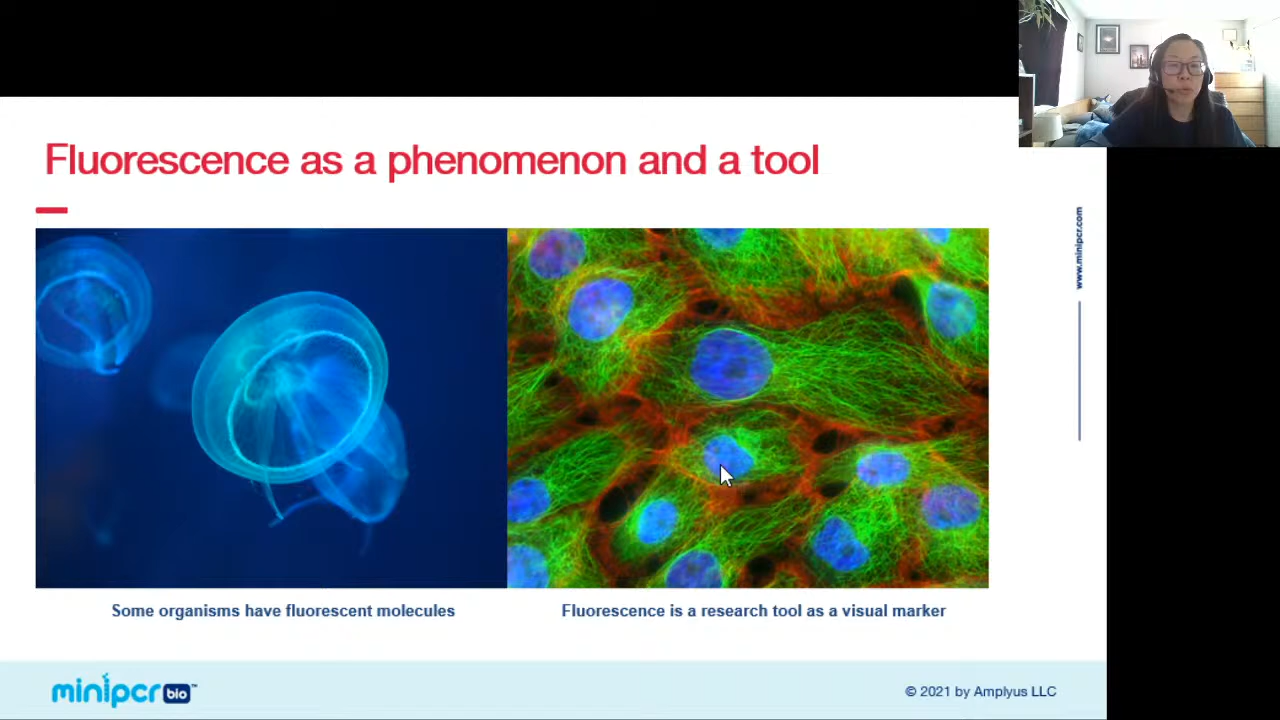 Fluorescence as a phenomenon and a tool
www.minipcr.com
Some organisms have fluorescent molecules
Fluorescence is a research tool as a visual marker
minipcr bio™
© 2021 by Amplyus LLC